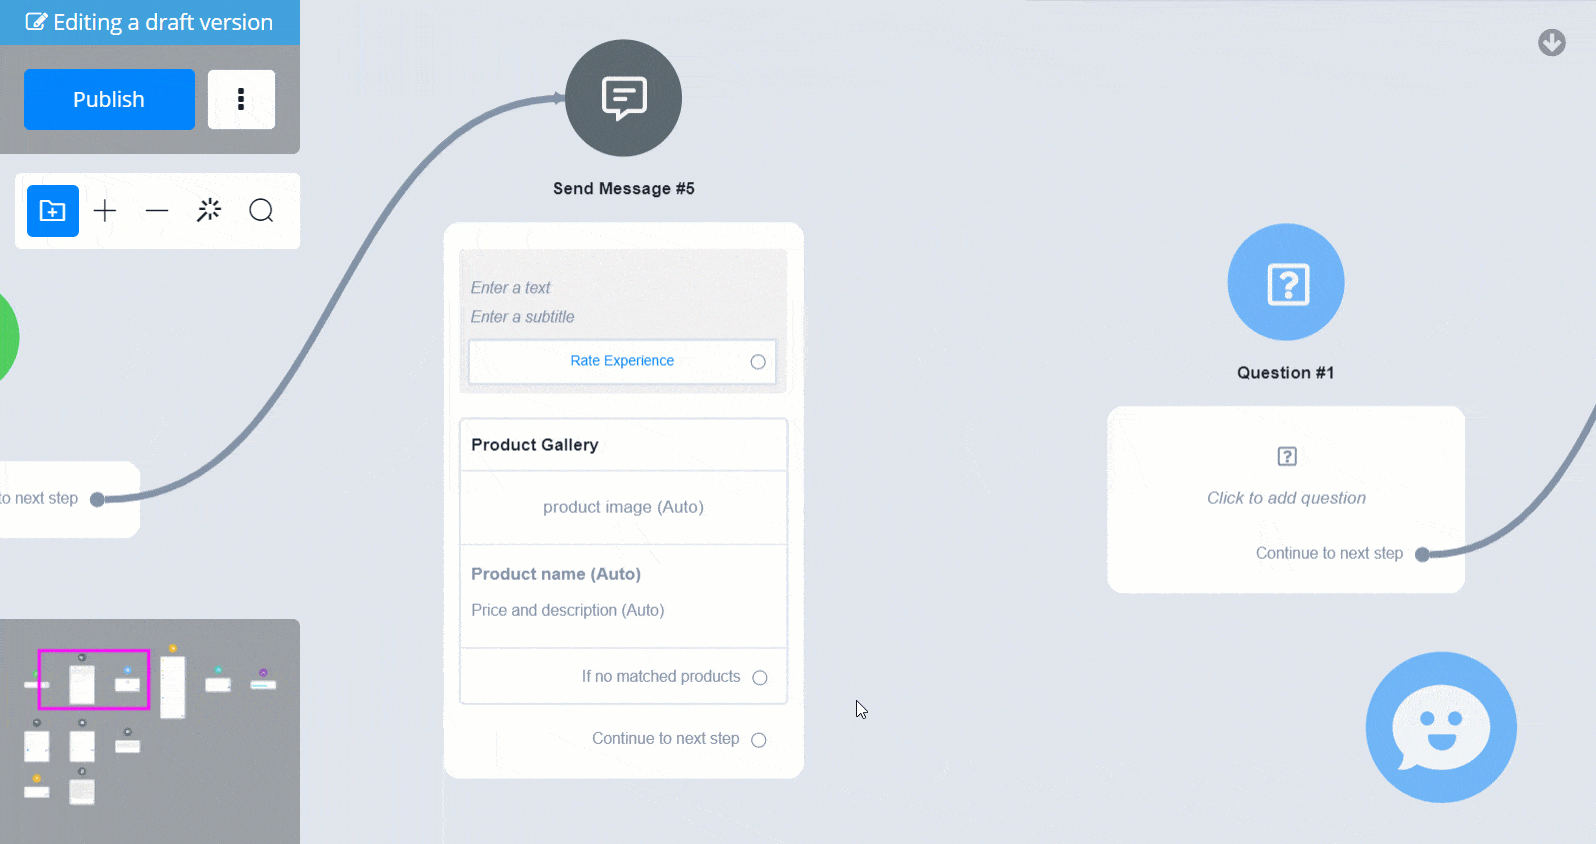 Editing a draft version
Publish
Send Message #5
Enter a text
Enter a subtitle
Rate Experience
Product Gallery
product image (Auto)
Product name (Auto)
Price and description (Auto)
If no matched products
Continue to next step
to next step
Question #1
Click to add question
Continue to next step